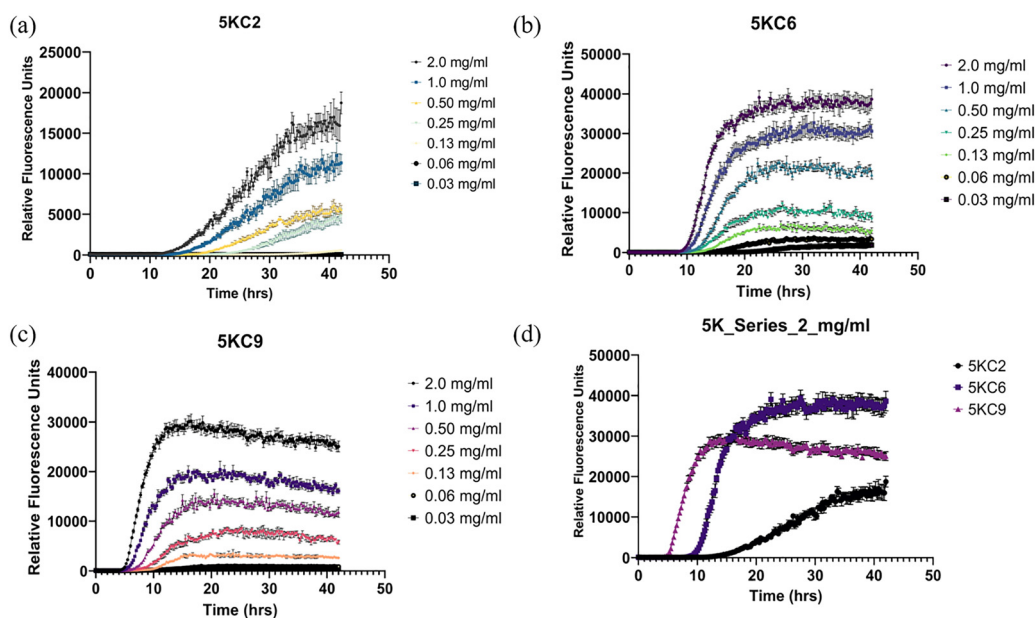 (a)
5KC2
Relative Fluorescence Units
25000
20000
15000
10000
5000
0
0 10 20 30 40 50
Time (hrs)
2.0 mg/ml
1.0 mg/ml
0.50 mg/ml
0.25 mg/ml
0.13 mg/ml
0.06 mg/ml
0.03 mg/ml
(b)
5KC6
Relative Fluorescence Units
50000
40000
30000
20000
10000
0
0 10 20 30 40 50
Time (hrs)
2.0 mg/ml
1.0 mg/ml
0.50 mg/ml
0.25 mg/ml
0.13 mg/ml
0.06 mg/ml
0.03 mg/ml
(c)
5KC9
Relative Fluorescence Units
40000
30000
20000
10000
0
0 10 20 30 40 50
Time (hrs)
2.0 mg/ml
1.0 mg/ml
0.50 mg/ml
0.25 mg/ml
0.13 mg/ml
0.06 mg/ml
0.03 mg/ml
(d)
5K_Series_2_mg/ml
Relative Fluorescence Units
50000
40000
30000
20000
10000
0
0 10 20 30 40 50
Time (hrs)
5KC2
5KC6
5KC9